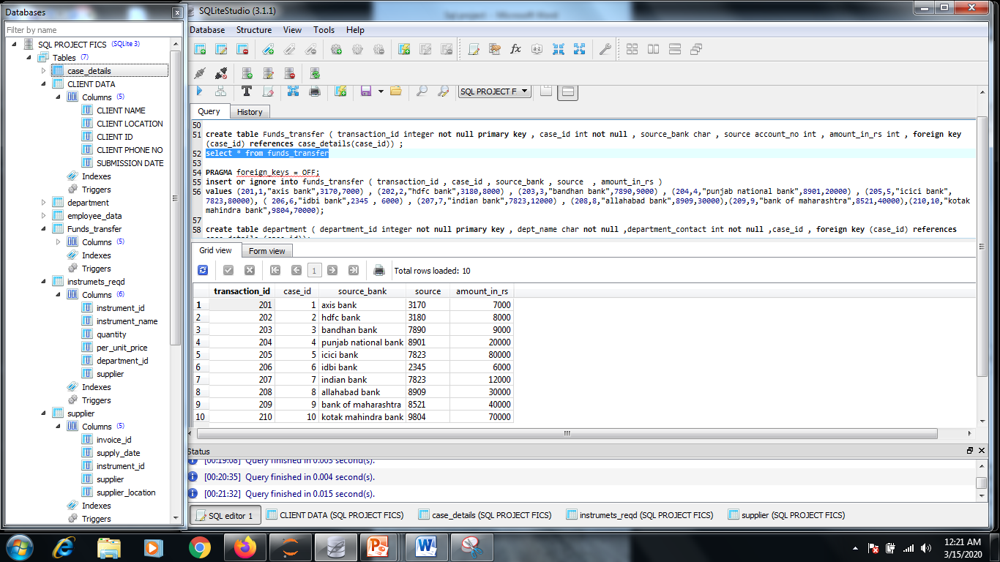 Databases
Filter by name
SQL PROJECT FICS (SQLite 3)
Tables (7)
case_details
CLIENT DATA
Columns (5)
CLIENT NAME
CLIENT LOCATION
CLIENT ID
CLIENT PHONE NO
SUBMISSION DATE
Indexes
Triggers
department
employee_data
Funds_transfer
Columns (5)
Indexes
Triggers
instrumets_reqd
Columns (6)
instrument_id
instrument_name
quantity
per_unit_price
department_id
supplier
Indexes
Triggers
supplier
Columns (5)
invoice_id
supply_date
instrument_id
supplier
supplier_location
Indexes
Triggers
SQLiteStudio (3.1.1)
Database Structure View Tools Help
SQL PROJECT F
Query History
50
51 create table Funds_transfer ( transaction_id integer not null primary key , case_id int not null , source_bank char , source account_no int , amount_in_rs int , foreign key
(case_id) references case_details(case_id)) ;
52 select * from funds_transfer
53
54 PRAGMA foreign_keys = OFF;
55 insert or ignore into funds_transfer ( transaction_id , case_id , source_bank , source  , amount_in_rs )
56 values (201,1,"axis bank",3170,7000) , (202,2,"hdfc bank",3180,8000) , (203,3,"bandhan bank",7890,9000) , (204,4,"punjab national bank",8901,20000) , (205,5,"icici bank",
7823,80000), ( 206,6,"idbi bank",2345 , 6000) , (207,7,"indian bank",7823,12000) , (208,8,"allahabad bank",8909,30000),(209,9,"bank of maharashtra",8521,40000),(210,10,"kotak
mahindra bank",9804,70000);
57
58 create table department ( department_id integer not null primary key , dept_name char not null ,department_contact int not null ,case_id , foreign key (case_id) references
case_details (case_id));
Grid view Form view
1 Total rows loaded: 10
transaction_id case_id source_bank source amount_in_rs
1 201 1 axis bank 3170 7000
2 202 2 hdfc bank 3180 8000
3 203 3 bandhan bank 7890 9000
4 204 4 punjab national bank 8901 20000
5 205 5 icici bank 7823 80000
6 206 6 idbi bank 2345 6000
7 207 7 indian bank 7823 12000
8 208 8 allahabad bank 8909 30000
9 209 9 bank of maharashtra 8521 40000
10 210 10 kotak mahindra bank 9804 70000
Status
[00:19:08] Query finished in 0.005 second(s).
[00:20:35] Query finished in 0.004 second(s).
[00:21:32] Query finished in 0.015 second(s).
SQL editor 1 CLIENT DATA (SQL PROJECT FICS) case_details (SQL PROJECT FICS) instrumets_reqd (SQL PROJECT FICS) supplier (SQL PROJECT FICS)
12:21 AM
3/15/2020